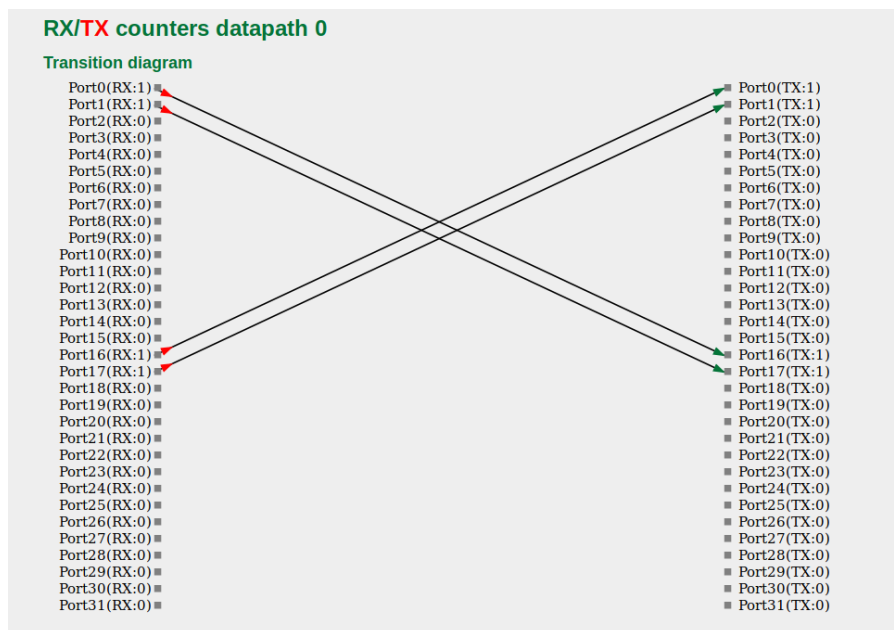 RX/TX counters datapath 0
Transition diagram
Port0(RX:1) Port0(TX:1)
Port1(RX:1) Port1(TX:1)
Port2(RX:0) Port2(TX:0)
Port3(RX:0) Port3(TX:0)
Port4(RX:0) Port4(TX:0)
Port5(RX:0) Port5(TX:0)
Port6(RX:0) Port6(TX:0)
Port7(RX:0) Port7(TX:0)
Port8(RX:0) Port8(TX:0)
Port9(RX:0) Port9(TX:0)
Port10(RX:0) Port10(TX:0)
Port11(RX:0) Port11(TX:0)
Port12(RX:0) Port12(TX:0)
Port13(RX:0) Port13(TX:0)
Port14(RX:0) Port14(TX:0)
Port15(RX:0) Port15(TX:0)
Port16(RX:1) Port16(TX:1)
Port17(RX:1) Port17(TX:1)
Port18(RX:0) Port18(TX:0)
Port19(RX:0) Port19(TX:0)
Port20(RX:0) Port20(TX:0)
Port21(RX:0) Port21(TX:0)
Port22(RX:0) Port22(TX:0)
Port23(RX:0) Port23(TX:0)
Port24(RX:0) Port24(TX:0)
Port25(RX:0) Port25(TX:0)
Port26(RX:0) Port26(TX:0)
Port27(RX:0) Port27(TX:0)
Port28(RX:0) Port28(TX:0)
Port29(RX:0) Port29(TX:0)
Port30(RX:0) Port30(TX:0)
Port31(RX:0) Port31(TX:0)